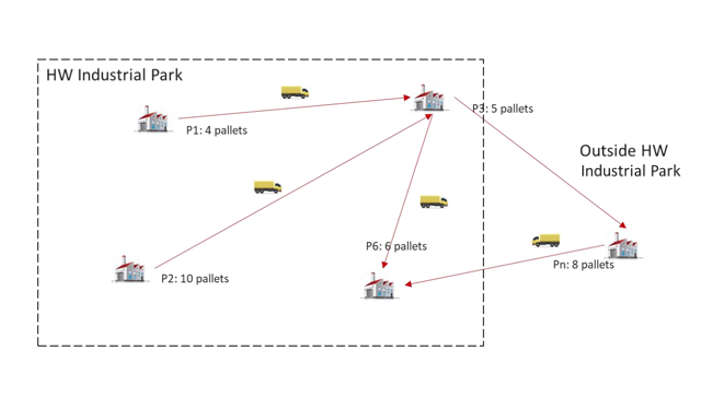 HW Industrial Park
P1: 4 pallets
P3: 5 pallets
Outside HW
Industrial Park
P6: 6 pallets
Pn: 8 pallets
P2: 10 pallets